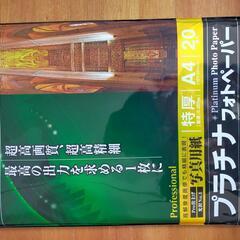 プラチナ
フォトペーパー
Platinum Photo Paper
特厚
A4
20
写真用紙
Professional
超高画質、超高精細
"最高の出力を求める1枚に